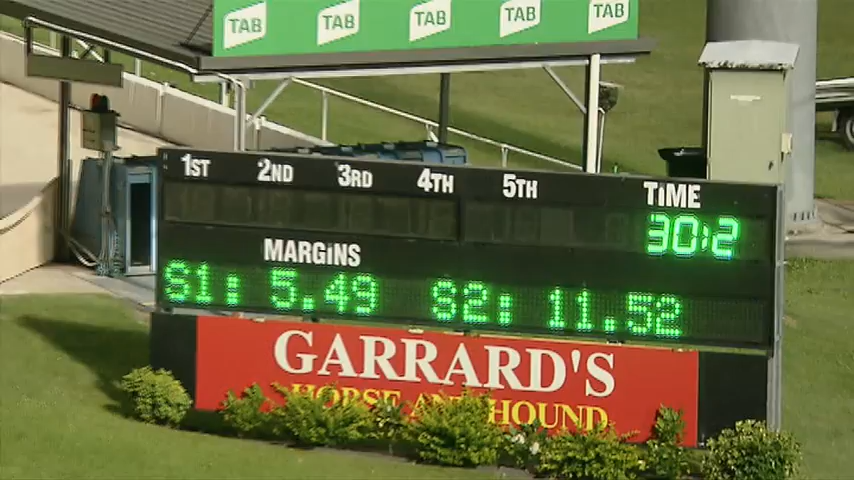 TAB TAB TAB TAB TAB
1ST 2ND 3RD 4TH 5TH TIME
30:2
MARGINS
S1: 5.49 S2: 11.52
GARRARD'S
HORSE AND HOUND